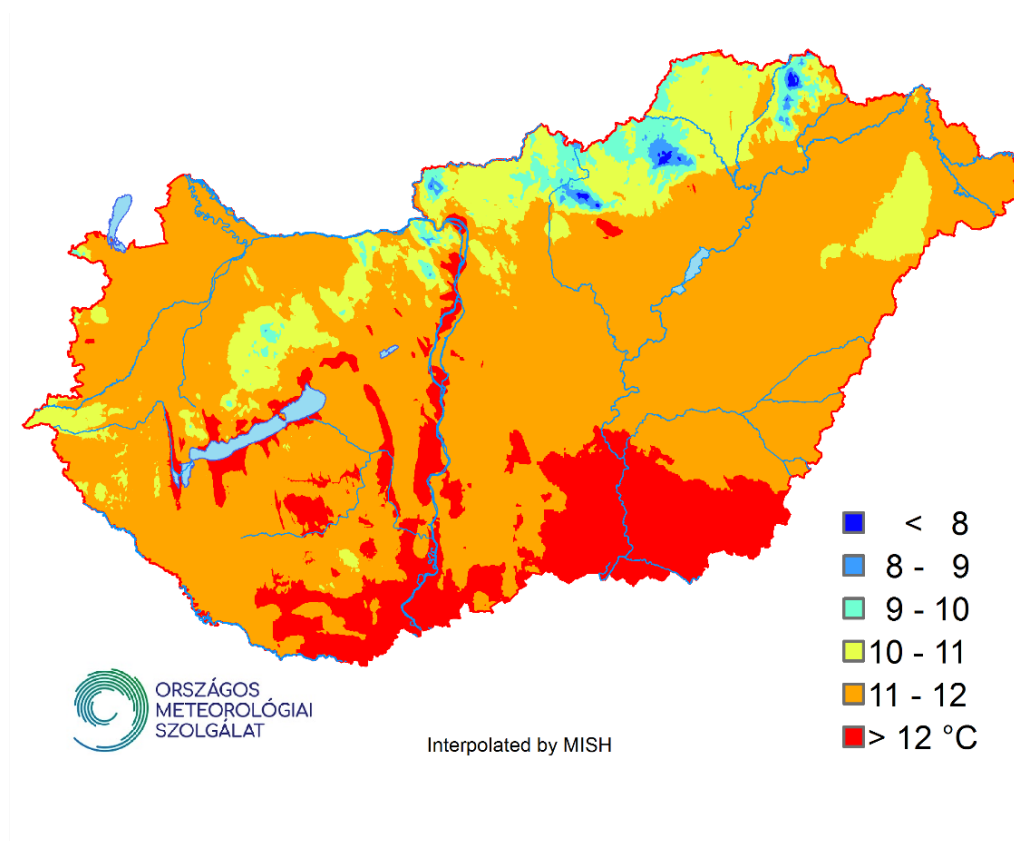 < 8
8 - 9
9 - 10
10 - 11
11 - 12
> 12 °C
ORSZÁGOS
METEOROLÓGIAI
SZOLGÁLAT
Interpolated by MISH